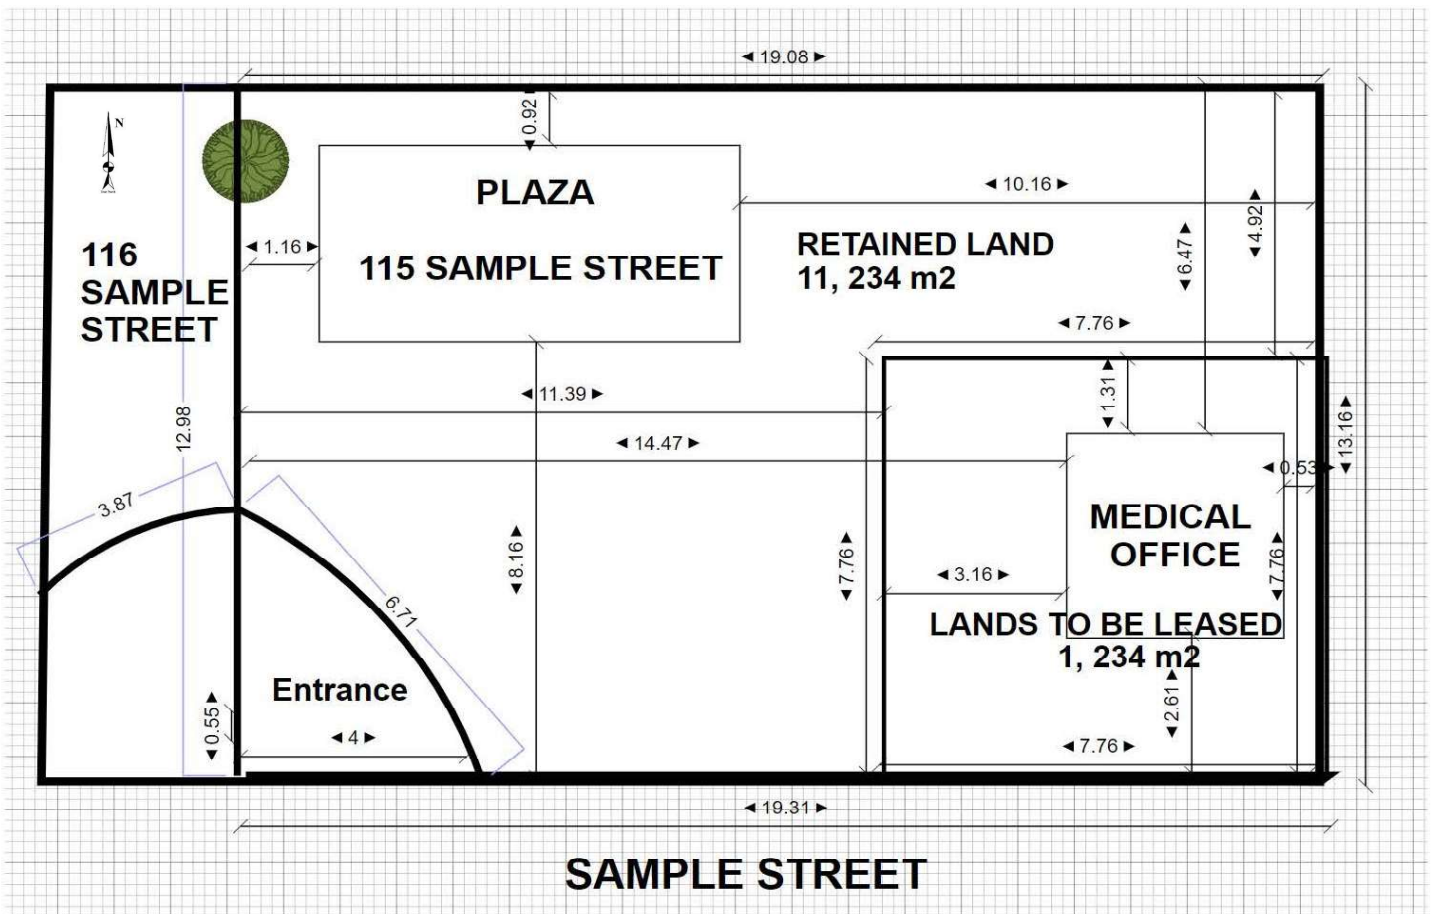 19.08
N
0.92
PLAZA
10.16
4.92
116
SAMPLE
STREET
1.16
115 SAMPLE STREET
RETAINED LAND
11, 234 m2
6.47
7.76
11.39
1.31
12.98
14.47
13.16
0.53
3.87
MEDICAL
OFFICE
8.16
7.76
7.76
3.16
6.71
LANDS TO BE LEASED
1, 234 m2
Entrance
0.55
4
2.61
7.76
19.31
SAMPLE STREET